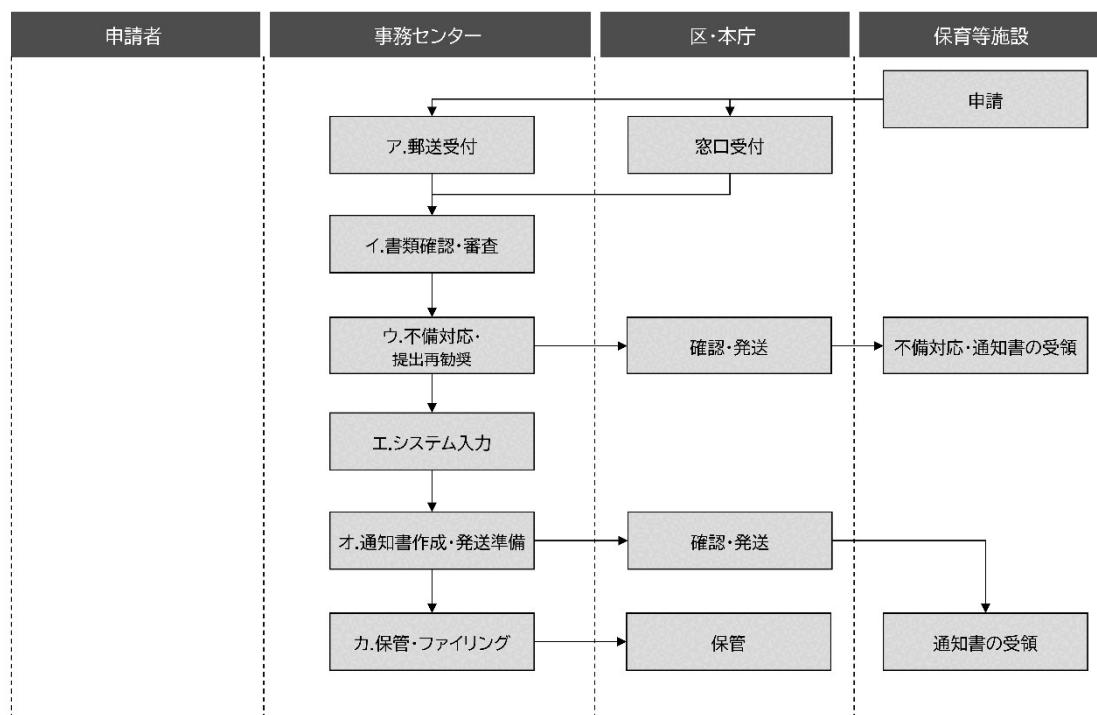 申請者
事務センター
区・本庁
保育等施設
申請
ア.郵送受付
窓口受付
イ.書類確認・審査
ウ.不備対応・
提出再勧奨
確認・発送
不備対応・通知書の受領
エ.システム入力
オ.通知書作成・発送準備
確認・発送
カ.保管・ファイリング
保管
通知書の受領